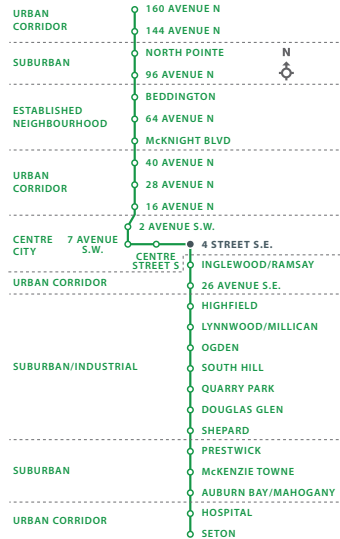 URBAN
CORRIDOR
160 AVENUE N
144 AVENUE N
SUBURBAN
NORTH POINTE
96 AVENUE N
N
ESTABLISHED
NEIGHBOURHOOD
BEDDINGTON
64 AVENUE N
McKNIGHT BLVD
URBAN
CORRIDOR
40 AVENUE N
28 AVENUE N
16 AVENUE N
CENTRE
CITY
2 AVENUE S.W.
7 AVENUE
S.W.
CENTRE
STREET S
4 STREET S.E.
URBAN CORRIDOR
INGLEWOOD/RAMSAY
26 AVENUE S.E.
SUBURBAN/INDUSTRIAL
HIGHFIELD
LYNNWOOD/MILLICAN
OGDEN
SOUTH HILL
QUARRY PARK
DOUGLAS GLEN
SHEPARD
SUBURBAN
PRESTWICK
McKENZIE TOWNE
AUBURN BAY/MAHOGANY
URBAN CORRIDOR
HOSPITAL
SETON